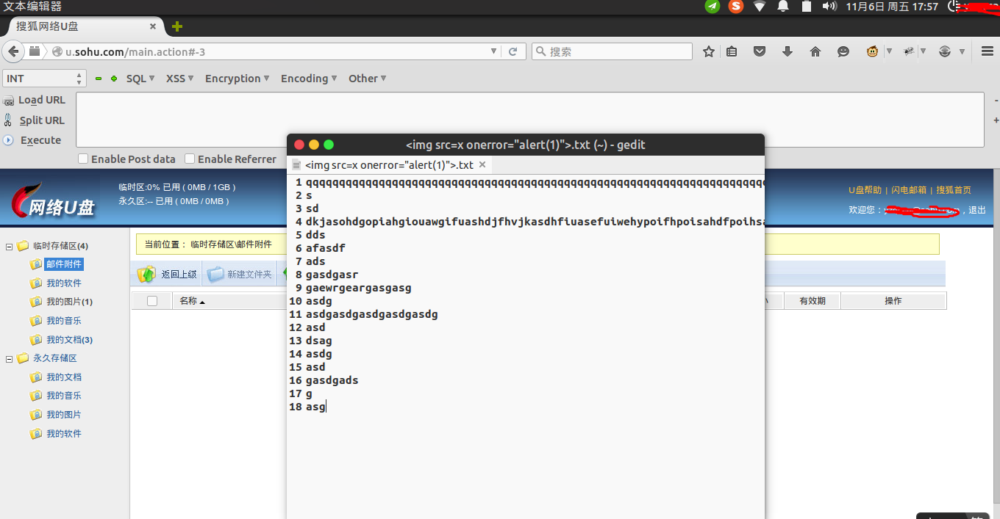 文本编辑器
11月6日 周五 17:57
搜狐网络U盘
u.sohu.com/main.action#-3
搜索
INT
SQL
XSS
Encryption
Encoding
Other
Load URL
Split URL
Execute
Enable Post data
Enable Referrer
<img src=x onerror="alert(1)">.txt (~) - gedit
<img src=x onerror="alert(1)">.txt
1 qqqqqqqqqqqqqqqqqqqqqqqqqqqqqqqqqqqqqqqqqqqqqqqqqqqqqqqqqqqqqqqqqqqqqq
2 s
3 sd
4 dkjasohdgopiahgiouawgifuashdjfhvjkasdhfiuasefuiwehypoifhpoisahdfpoihsa
5 dds
6 afasdf
7 ads
8 gasdgasr
9 gaewrgeargasgasg
10 asdg
11 asdgasdgasdgasdgasdg
12 asd
13 dsag
14 asdg
15 asd
16 gasdgads
17 g
18 asg
网络U盘
临时区:0% 已用 ( 0MB / 1GB )
永久区:-- 已用 ( 0MB / 0MB )
U盘帮助 | 闪电邮箱 | 搜狐首页
欢迎您：
，退出
临时存储区(4)
邮件附件
我的软件
我的图片(1)
我的音乐
我的文档(3)
永久存储区
我的文档
我的音乐
我的图片
我的软件
当前位置： 临时存储区\邮件附件
返回上级
新建文件夹
名称
有效期
操作